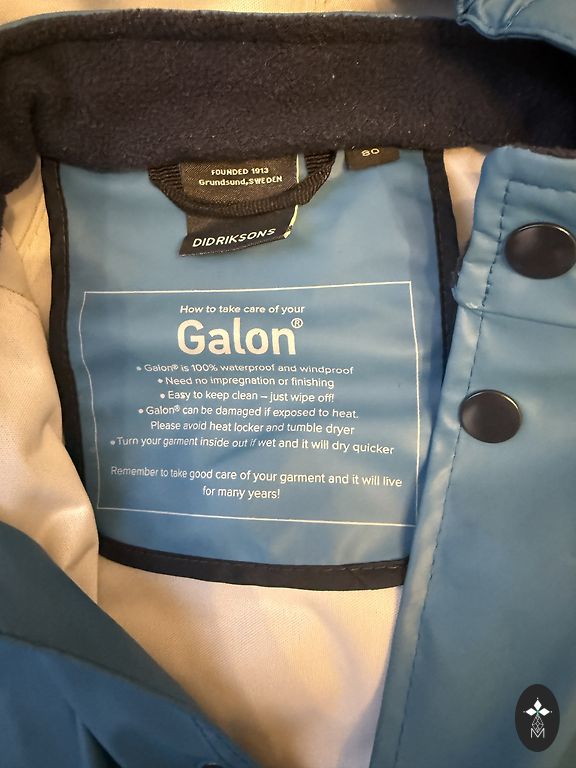 FOUNDED 1913
Grundsund, SWEDEN
80
DIDRIKSONS
How to take care of your
Galon®
• Galon® is 100% waterproof and windproof
• Need no impregnation or finishing
• Easy to keep clean – just wipe off!
• Galon® can be damaged if exposed to heat.
Please avoid heat locker and tumble dryer
• Turn your garment inside out if wet and it will dry quicker
Remember to take good care of your garment and it will live
for many years!
M